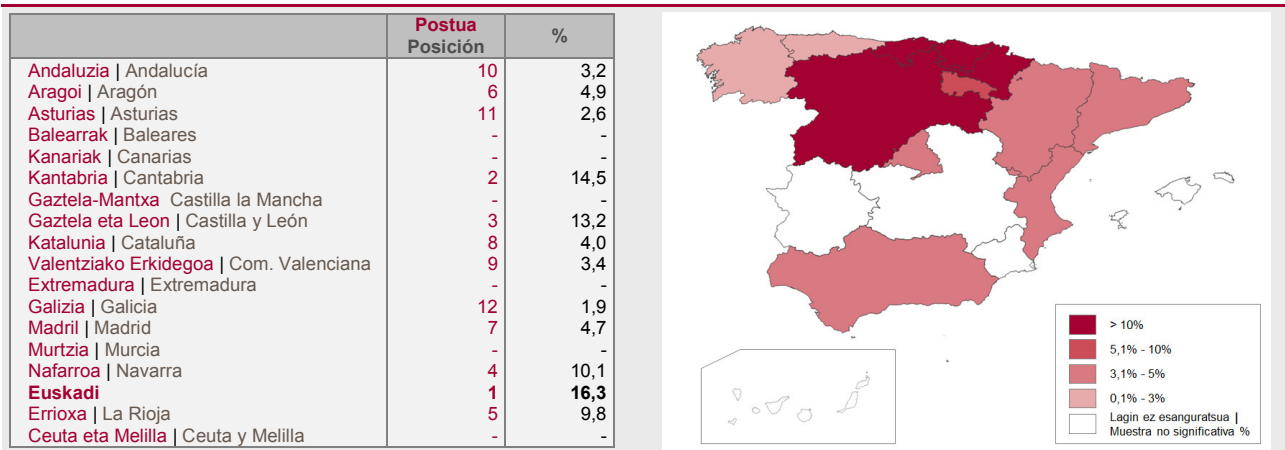 Postua
Posición
%
Andaluzia | Andalucía 10 3,2
Aragoi | Aragón 6 4,9
Asturias | Asturias 11 2,6
Balearrak | Baleares - -
Kanariak | Canarias - -
Kantabria | Cantabria 2 14,5
Gaztela-Mantxa Castilla la Mancha - -
Gaztela eta Leon | Castilla y León 3 13,2
Katalunia | Cataluña 8 4,0
Valentziako Erkidegoa | Com. Valenciana 9 3,4
Extremadura | Extremadura - -
Galizia | Galicia 12 1,9
Madril | Madrid 7 4,7
Murtzia | Murcia - -
Nafarroa | Navarra 4 10,1
Euskadi 1 16,3
Errioxa | La Rioja 5 9,8
Ceuta eta Melilla | Ceuta y Melilla - -
> 10%
5,1% - 10%
3,1% - 5%
0,1% - 3%
Lagin ez esanguratsua |
Muestra no significativa %